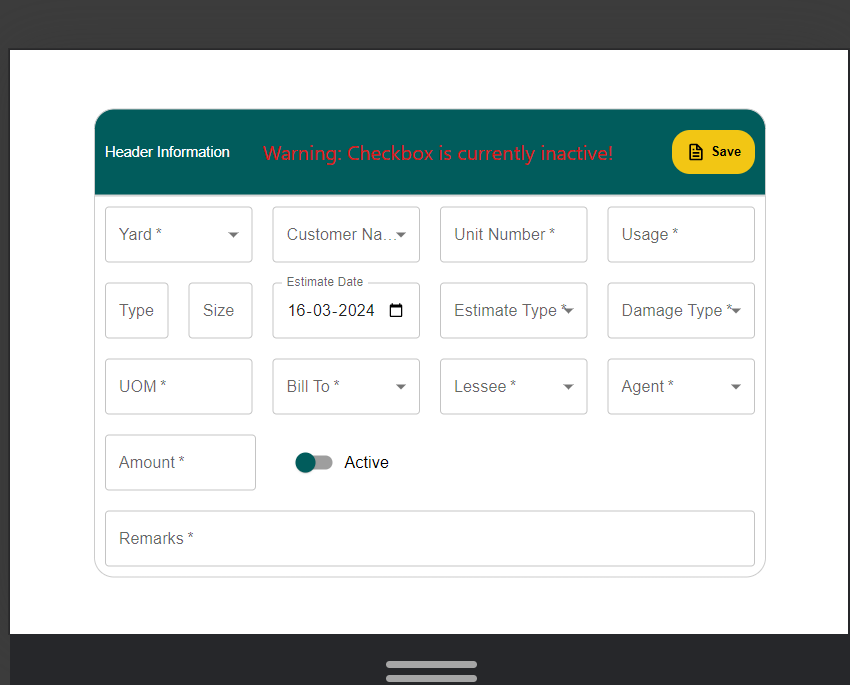 Header Information Warning: Checkbox is currently inactive! Save
Yard * Customer Na... Unit Number * Usage *
Estimate Date
Type Size 16-03-2024 Estimate Type * Damage Type *
UOM * Bill To * Lessee * Agent *
Amount * Active
Remarks *